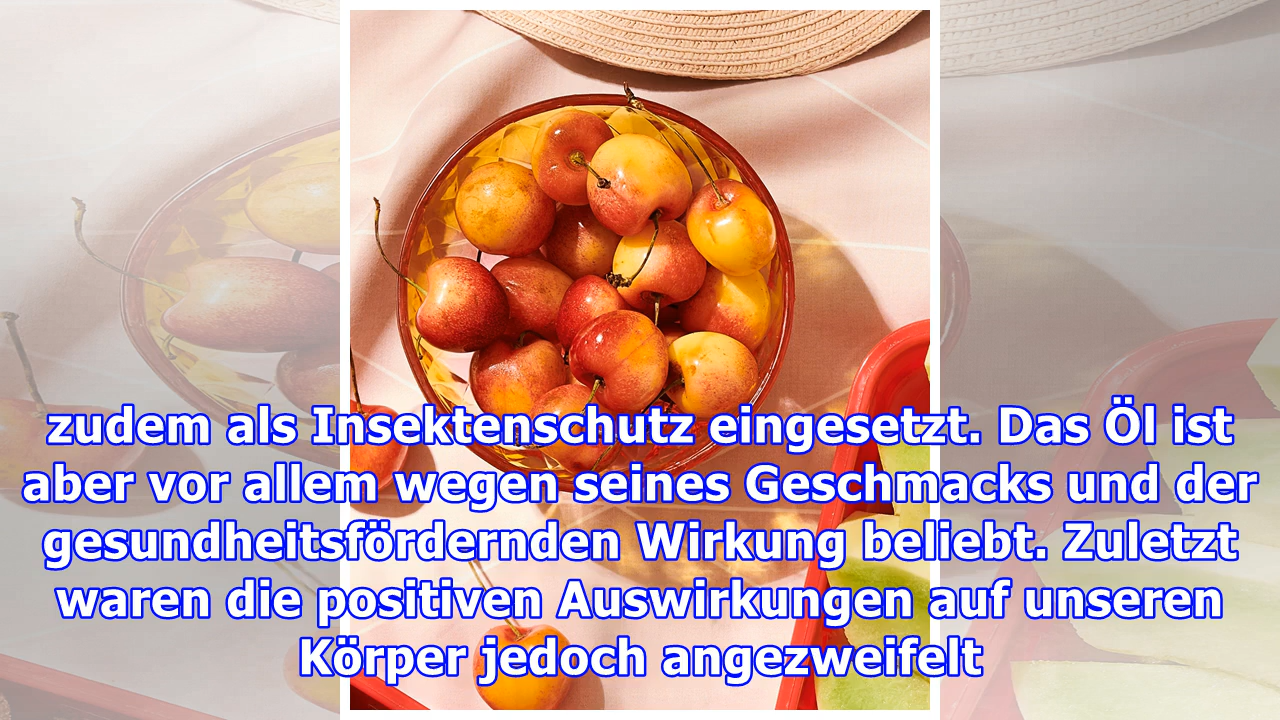 zudem als Insektenschutz eingesetzt. Das Öl ist
aber vor allem wegen seines Geschmacks und der
gesundheitsfördernden Wirkung beliebt. Zuletzt
waren die positiven Auswirkungen auf unseren
Körper jedoch angezweifelt